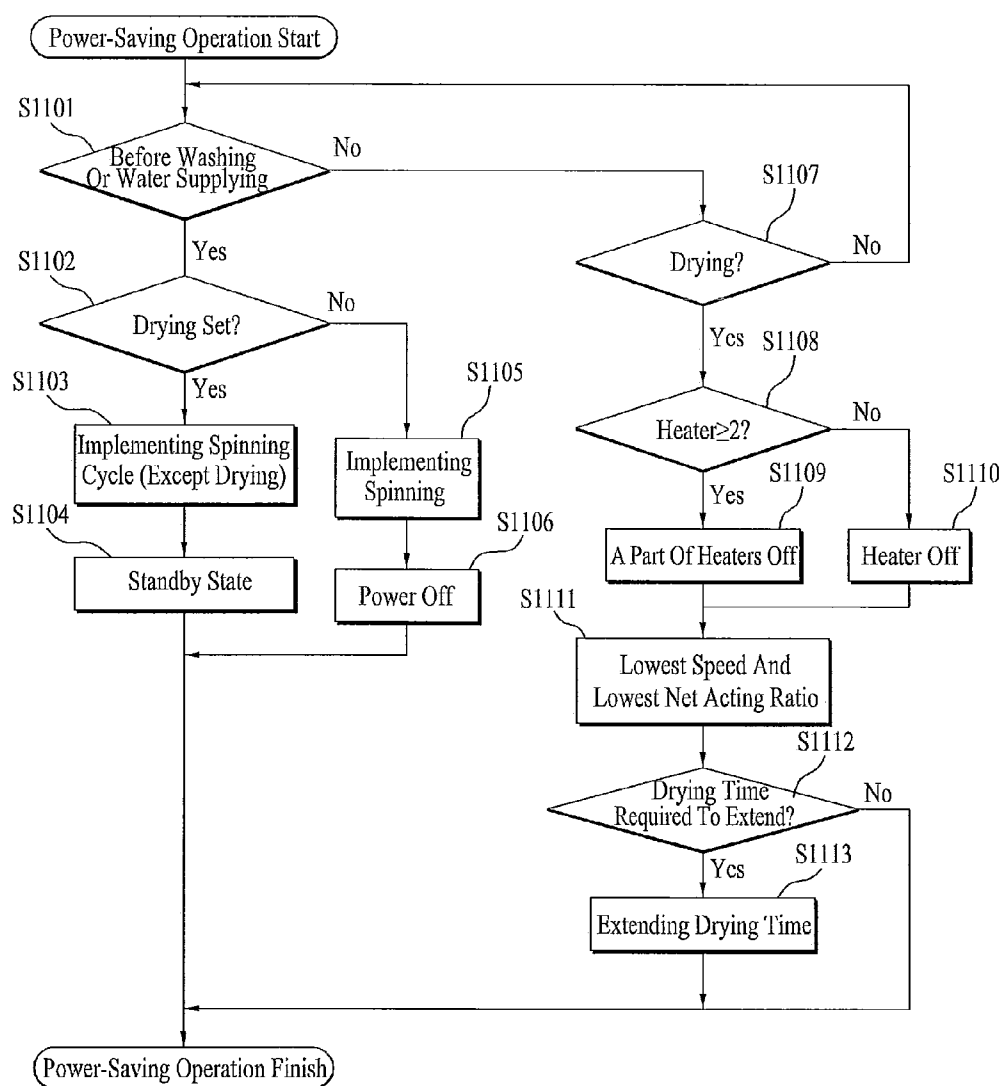 Power-Saving Operation Start
S1101
Before Washing
Or Water Supplying
No
Yes
S1107
Drying?
No
Yes
S1102
Drying Set?
No
Yes
S1103
Implementing Spinning
Cycle (Except Drying)
S1105
Implementing
Spinning
S1108
Heater≥2?
No
Yes
S1104
Standby State
S1106
Power Off
S1109
A Part Of Heaters Off
S1110
Heater Off
S1111
Lowest Speed And
Lowest Net Acting Ratio
S1112
Drying Time
Required To Extend?
No
Yes
S1113
Extending Drying Time
Power-Saving Operation Finish